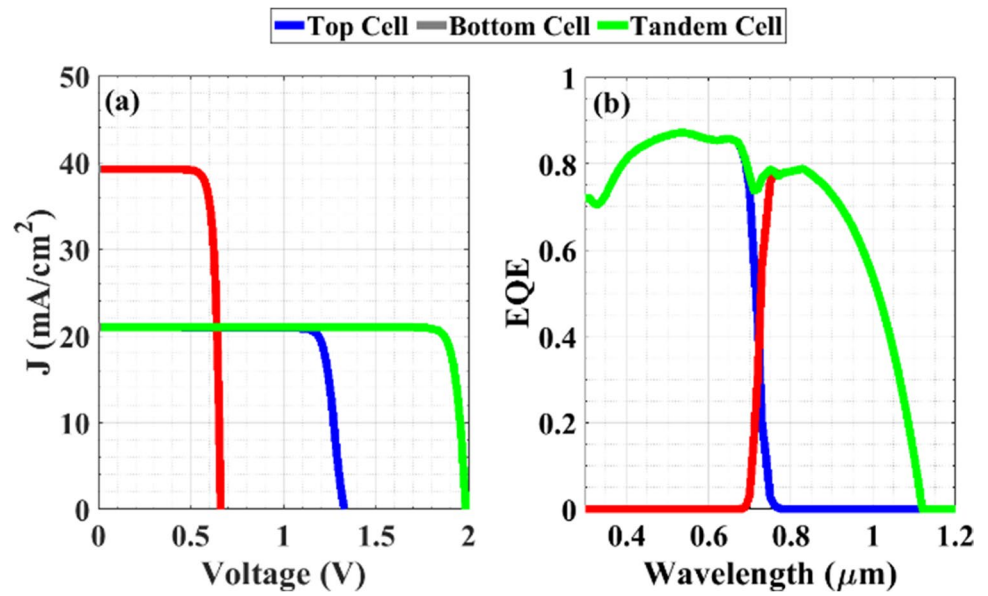 Top Cell Bottom Cell Tandem Cell
(a)
50
40
30
20
10
0
J (mA/cm²)
0 0.5 1 1.5 2
Voltage (V)
(b)
1
0.8
0.6
0.4
0.2
0
EQE
0.4 0.6 0.8 1 1.2
Wavelength (μm)